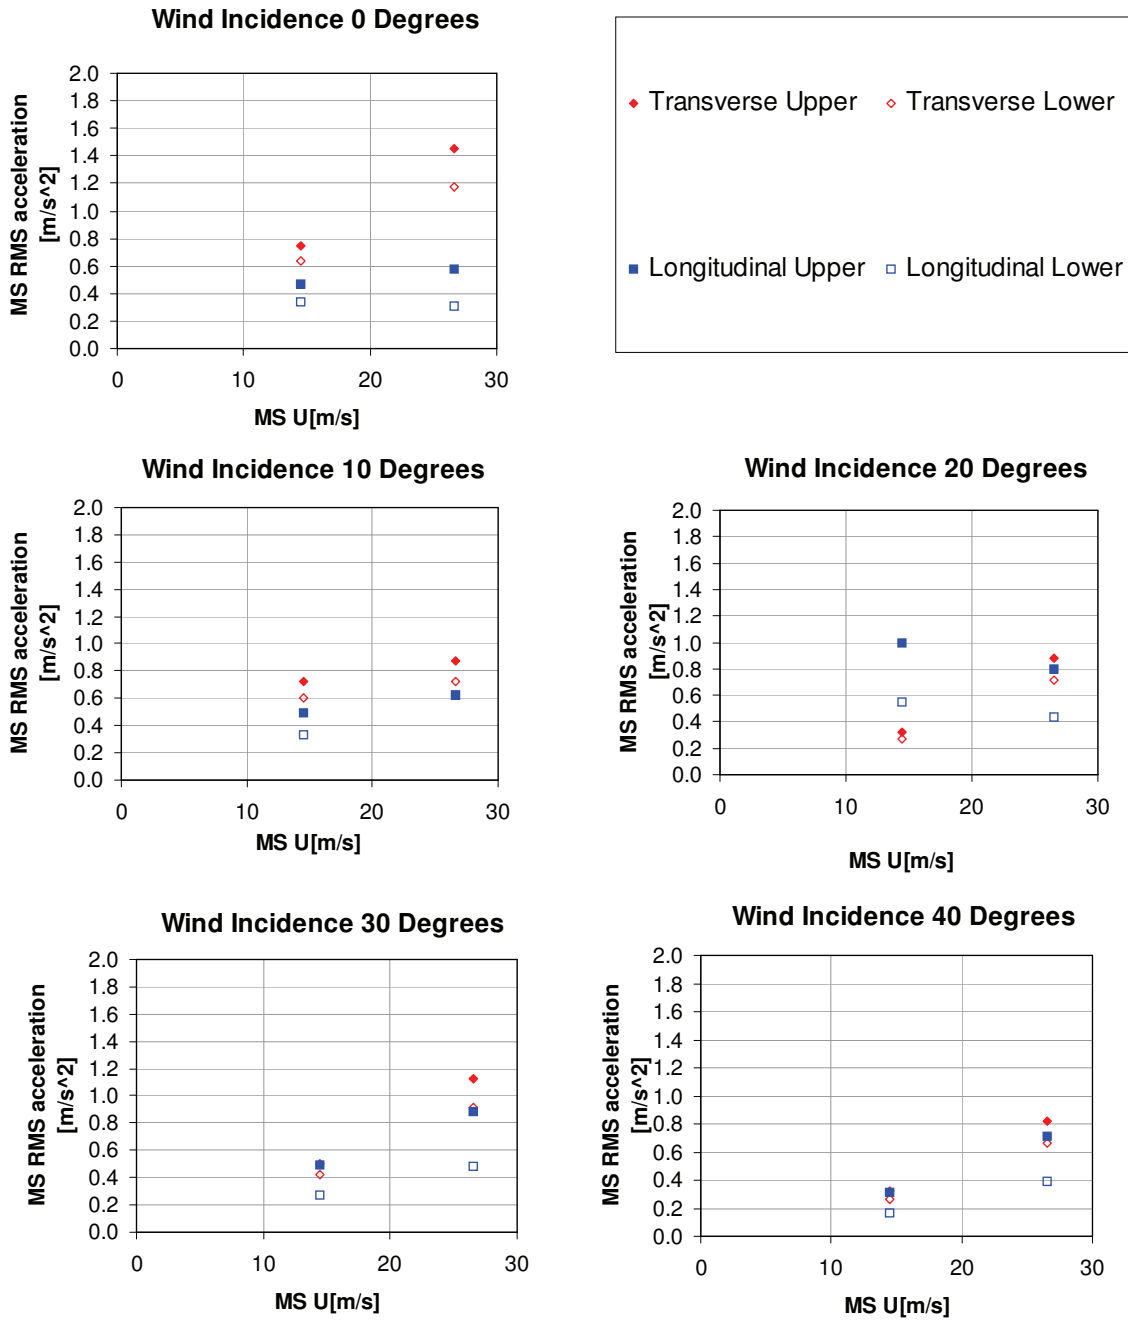 Wind Incidence 0 Degrees
MS RMS acceleration
[m/s^2]
2.0
1.8
1.6
1.4
1.2
1.0
0.8
0.6
0.4
0.2
0.0
0 10 20 30
MS U[m/s]
Transverse Upper Transverse Lower
Longitudinal Upper Longitudinal Lower
Wind Incidence 10 Degrees
MS RMS acceleration
[m/s^2]
2.0
1.8
1.6
1.4
1.2
1.0
0.8
0.6
0.4
0.2
0.0
0 10 20 30
MS U[m/s]
Wind Incidence 20 Degrees
MS RMS acceleration
[m/s^2]
2.0
1.8
1.6
1.4
1.2
1.0
0.8
0.6
0.4
0.2
0.0
0 10 20 30
MS U[m/s]
Wind Incidence 30 Degrees
MS RMS acceleration
[m/s^2]
2.0
1.8
1.6
1.4
1.2
1.0
0.8
0.6
0.4
0.2
0.0
0 10 20 30
MS U[m/s]
Wind Incidence 40 Degrees
MS RMS acceleration
[m/s^2]
2.0
1.8
1.6
1.4
1.2
1.0
0.8
0.6
0.4
0.2
0.0
0 10 20 30
MS U[m/s]